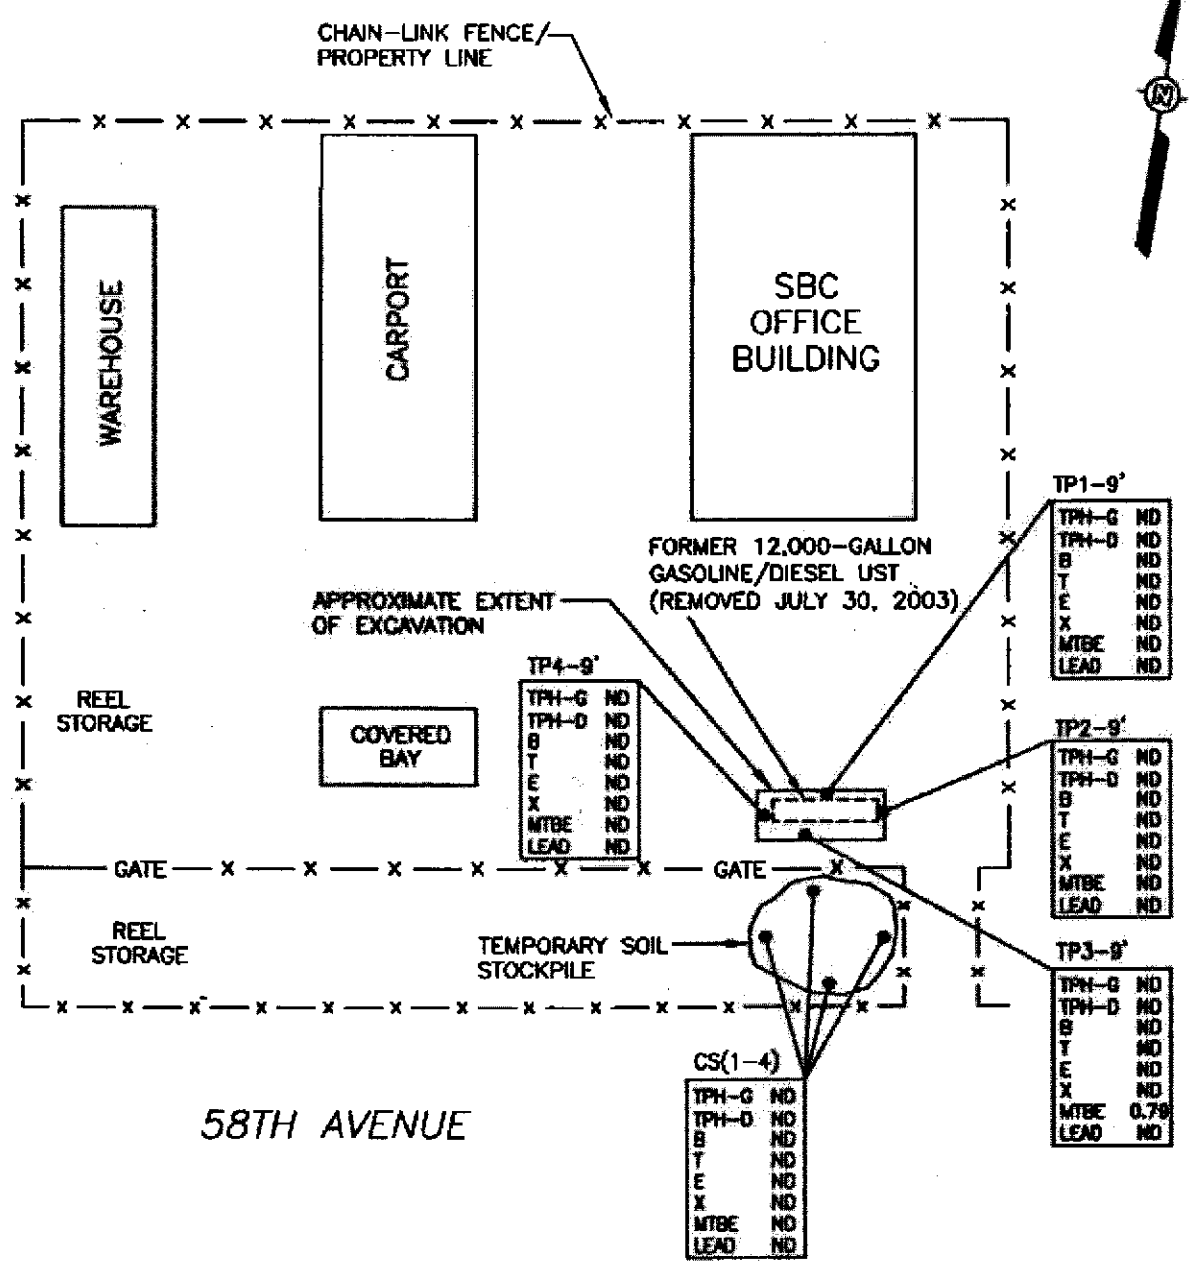 CHAIN-LINK FENCE/
PROPERTY LINE
N
WAREHOUSE
CARPORT
SBC
OFFICE
BUILDING
FORMER 12,000-GALLON
GASOLINE/DIESEL UST
(REMOVED JULY 30, 2003)
APPROXIMATE EXTENT
OF EXCAVATION
TP1-9'
TPH-G ND
TPH-D ND
B ND
T ND
E ND
X ND
MTBE ND
LEAD ND
TP4-9'
TPH-G ND
TPH-D ND
B ND
T ND
E ND
X ND
MTBE ND
LEAD ND
REEL
STORAGE
COVERED
BAY
TP2-9'
TPH-G ND
TPH-D ND
B ND
T ND
E ND
X ND
MTBE ND
LEAD ND
GATE
GATE
REEL
STORAGE
TEMPORARY SOIL
STOCKPILE
TP3-9'
TPH-G ND
TPH-D ND
B ND
T ND
E ND
X ND
MTBE 0.79
LEAD ND
CS(1-4)
TPH-G ND
TPH-D ND
B ND
T ND
E ND
X ND
MTBE ND
LEAD ND
58TH AVENUE